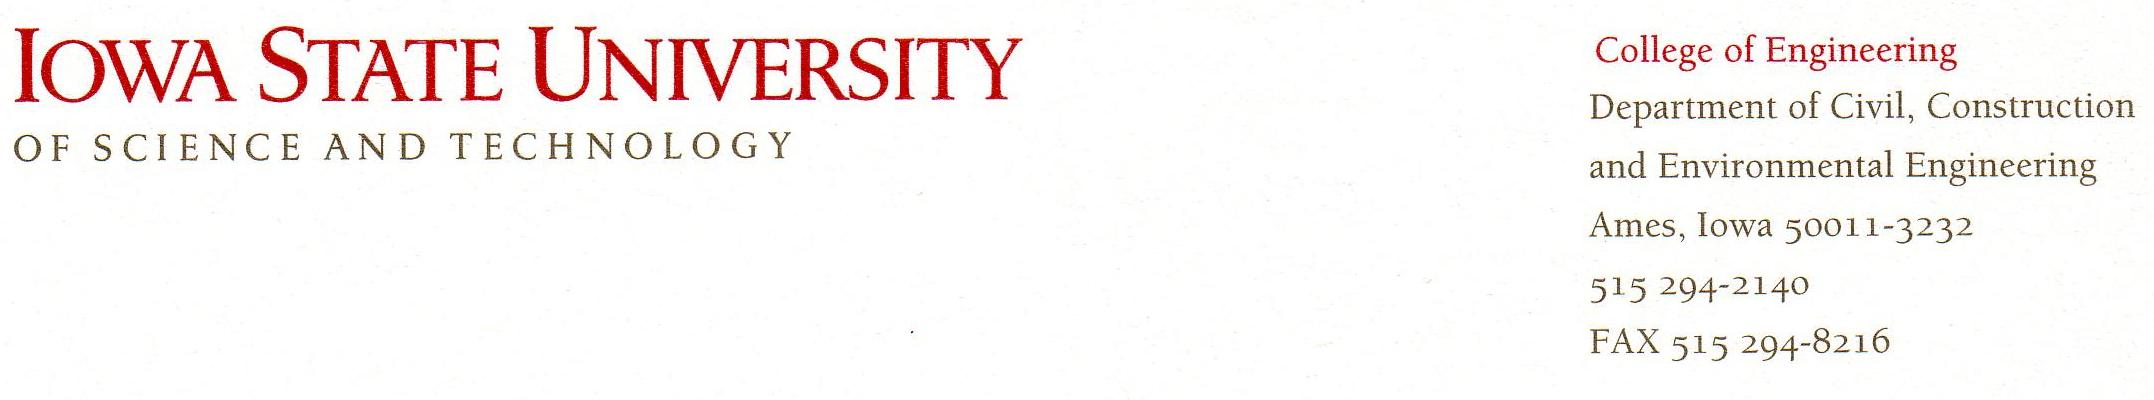 IOWA STATE UNIVERSITY
OF SCIENCE AND TECHNOLOGY
College of Engineering
Department of Civil, Construction
and Environmental Engineering
Ames, Iowa 50011-3232
515 294-2140
FAX 515 294-8216